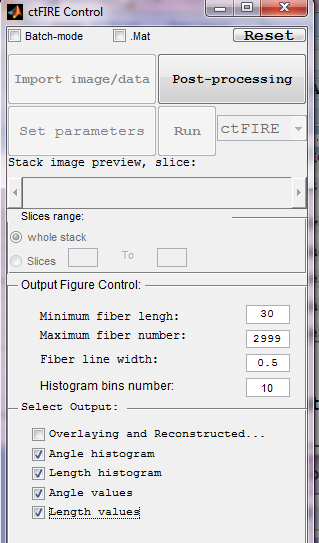 ctFIRE Control
Batch-mode .Mat Reset
Import image/data Post-processing
Set parameters Run ctFIRE
Stack image preview, slice:
Slices range:
whole stack
Slices To
Output Figure Control:
Minimum fiber lengh: 30
Maximum fiber number: 2999
Fiber line width: 0.5
Histogram bins number: 10
Select Output:
Overlaying and Reconstructed...
Angle histogram
Length histogram
Angle values
Length values